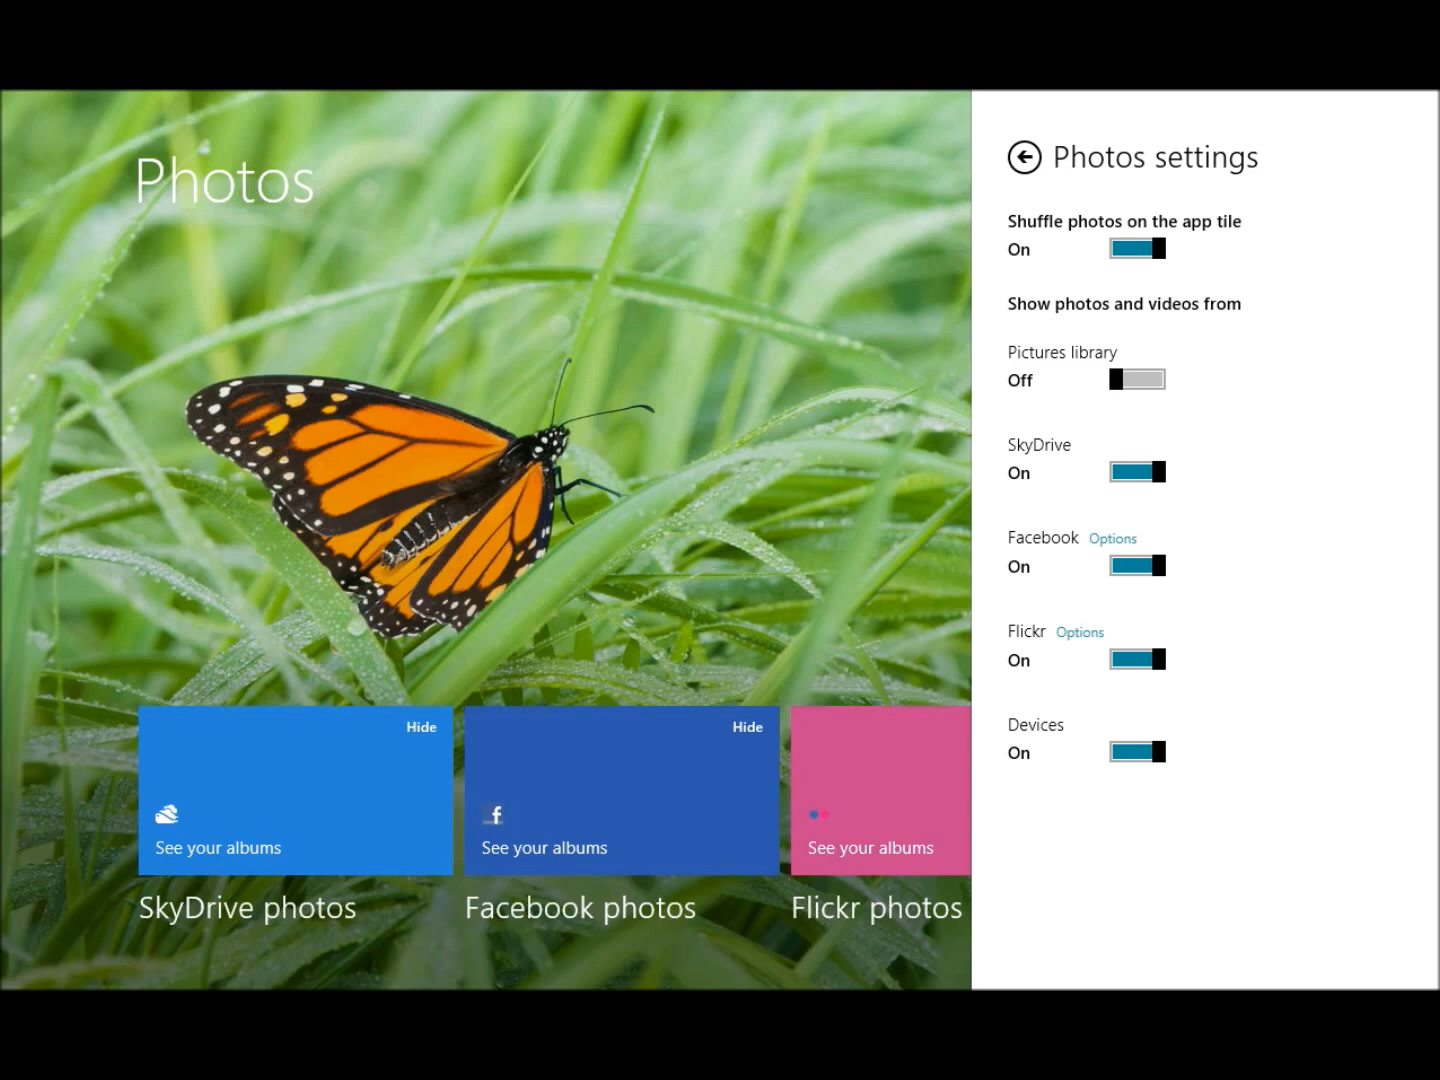 Photos
Hide
See your albums
SkyDrive photos
Hide
f
See your albums
Facebook photos
See your albums
Flickr photos
Photos settings
Shuffle photos on the app tile
On
Show photos and videos from
Pictures library
Off
SkyDrive
On
Facebook Options
On
Flickr Options
On
Devices
On